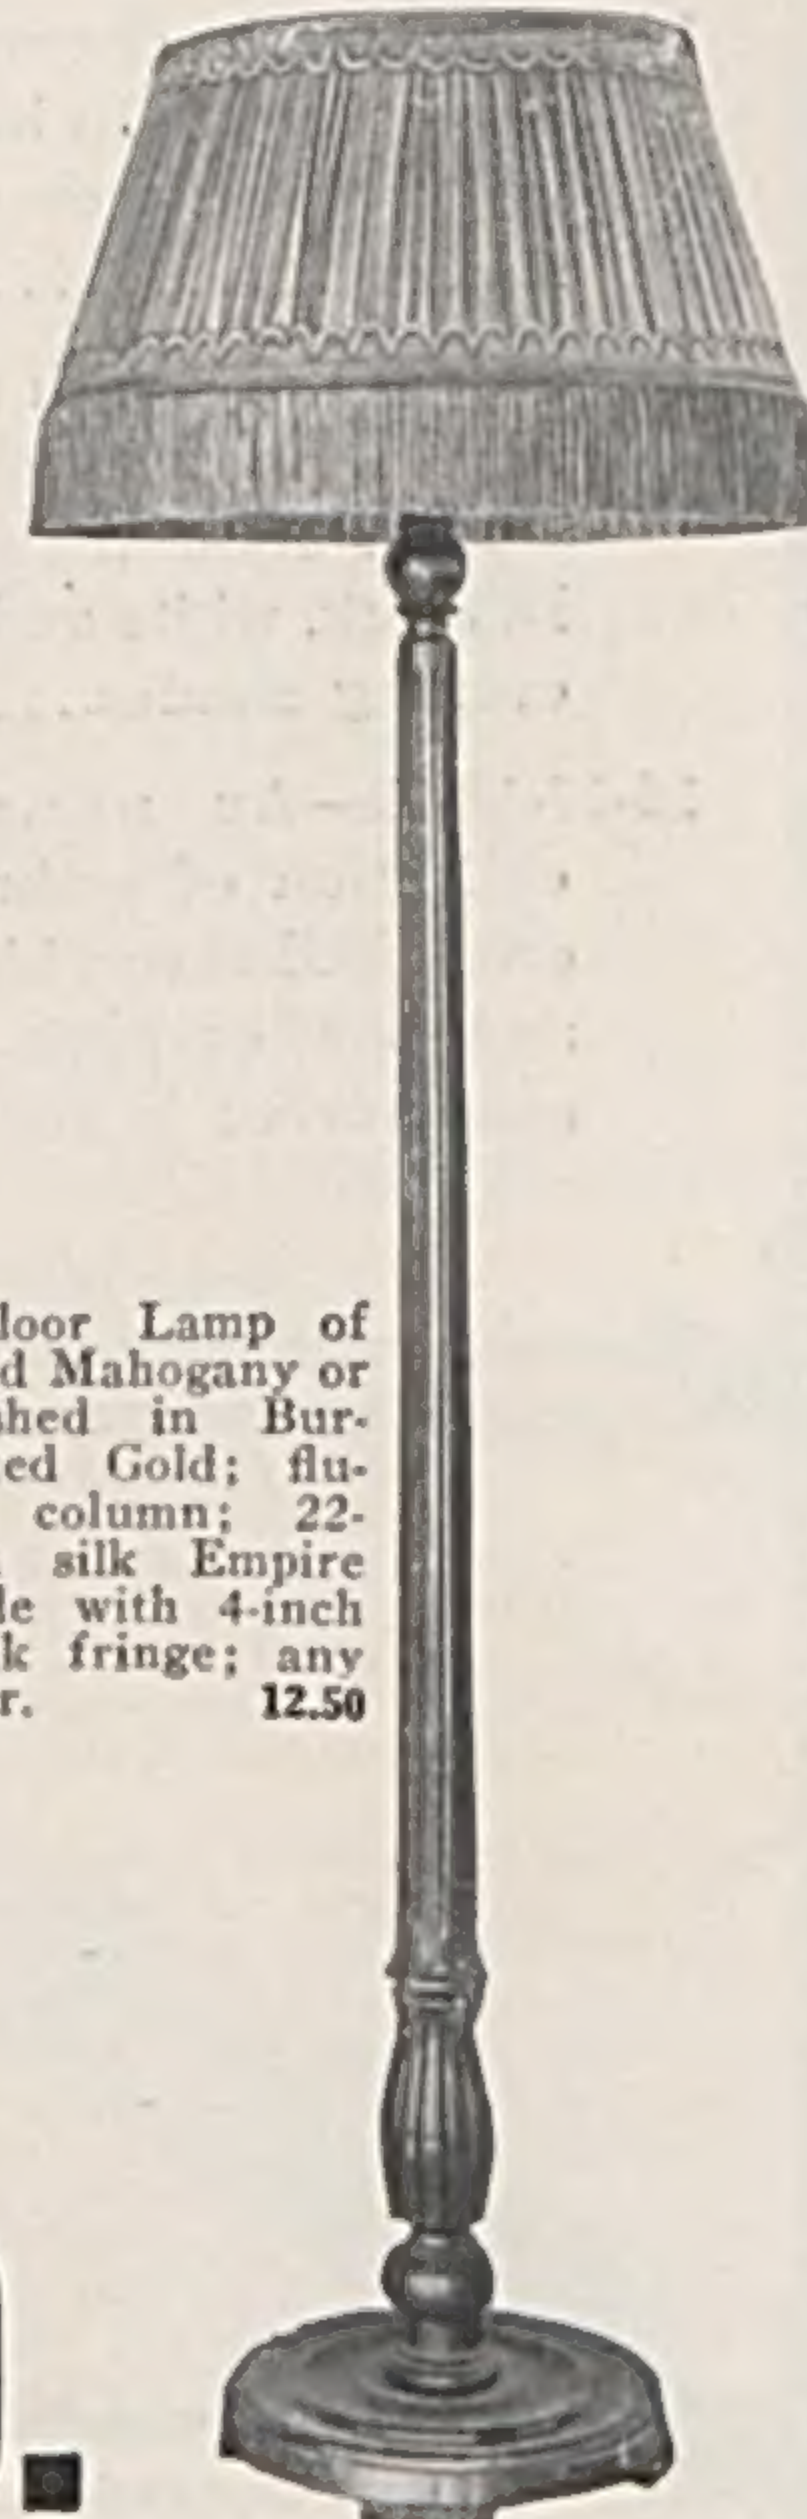 loor Lamp of
d Mahogany or
shed in Bur-
ed Gold; flu-
column; 22-
silk Empire
le with 4-inch
k fringe; any
r. 12.50